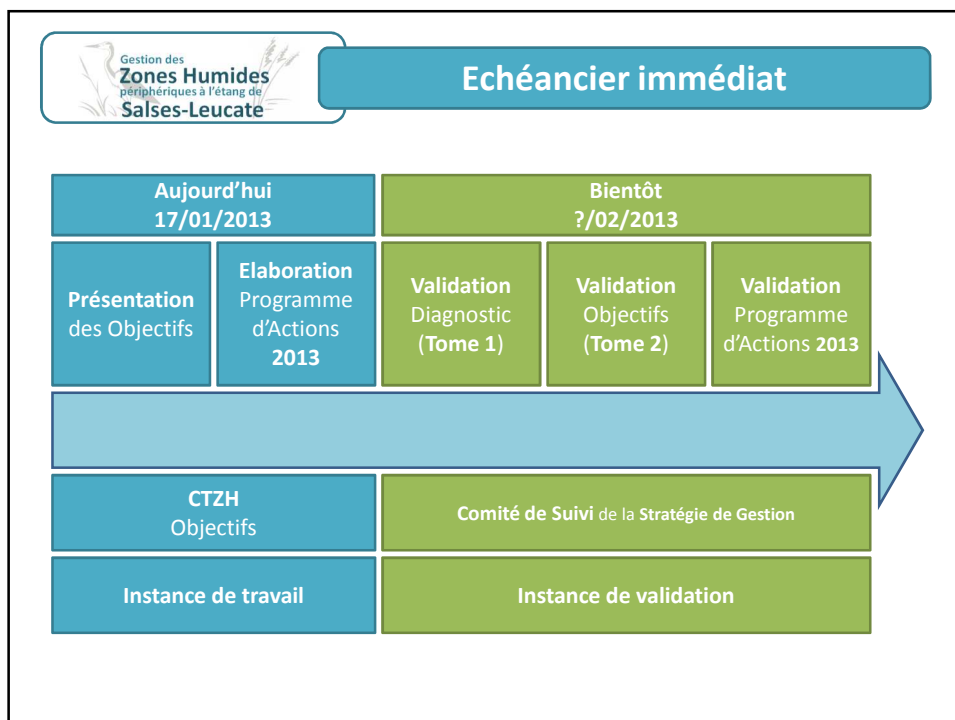 Gestion des
Zones Humides
périphériques à l'étang de
Salses-Leucate
Echéancier immédiat
Aujourd'hui
17/01/2013
Bientôt
?/02/2013
Présentation
des Objectifs
Elaboration
Programme
d'Actions
2013
Validation
Diagnostic
(Tome 1)
Validation
Objectifs
(Tome 2)
Validation
Programme
d'Actions 2013
CTZH
Objectifs
Comité de Suivi de la Stratégie de Gestion
Instance de travail
Instance de validation